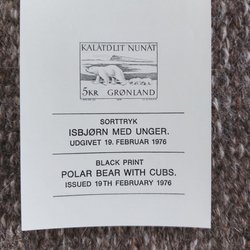 KALÂTDLIT NUNÂT
5KR GRØNLAND
SORTTRYK
ISBJØRN MED UNGER.
UDGIVET 19. FEBRUAR 1976
BLACK PRINT
POLAR BEAR WITH CUBS.
ISSUED 19TH FEBRUARY 1976